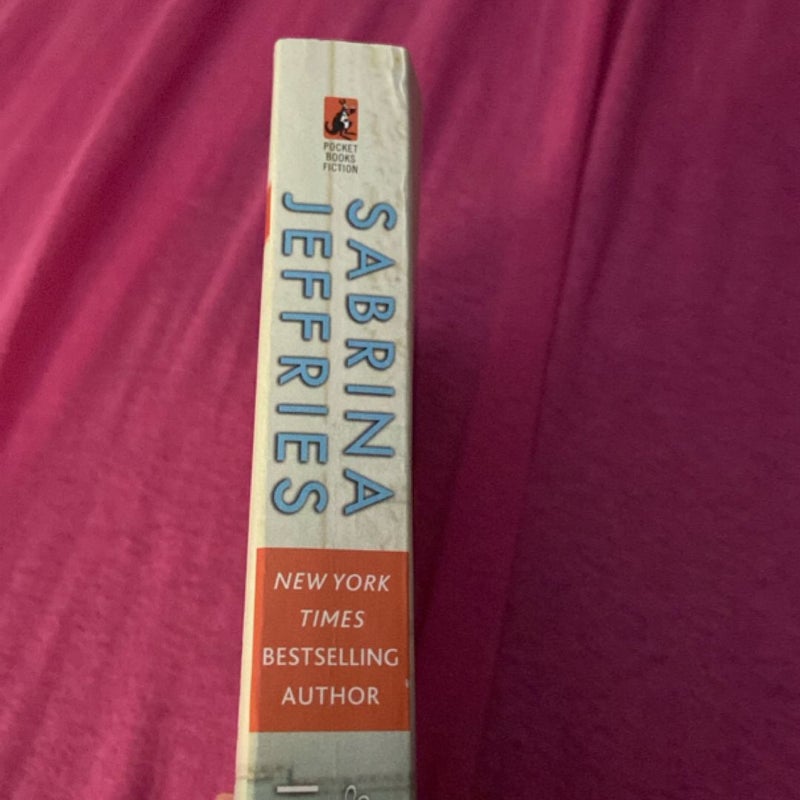 POCKET
BOOKS
FICTION
SABRINA
JEFFRIES
NEW YORK
TIMES
BESTSELLING
AUTHOR